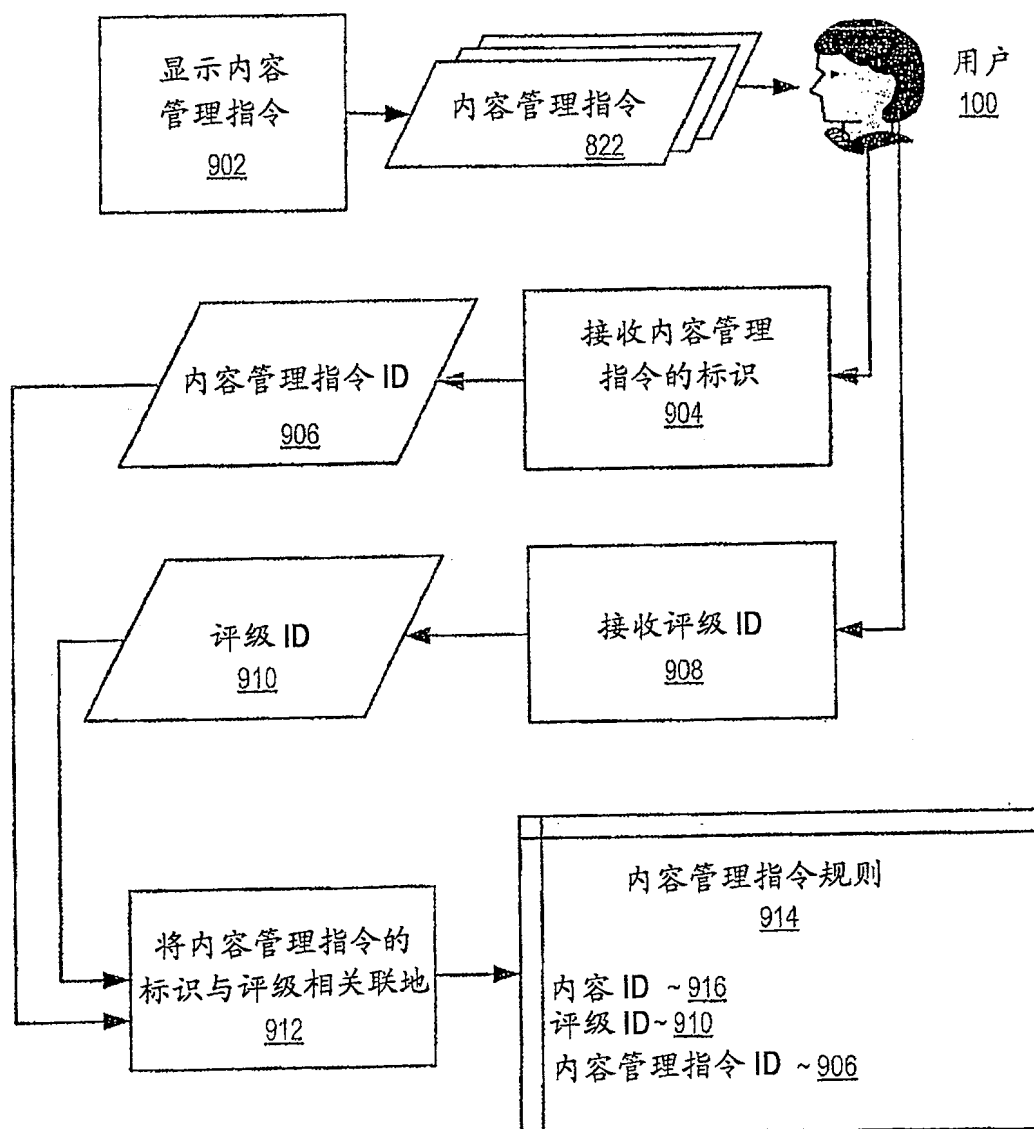 显示内容
管理指令
902
内容管理指令
822
用户
100
接收内容管理
指令的标识
904
内容管理指令 ID
906
接收评级 ID
908
评级 ID
910
将内容管理指令的
标识与评级相关联地
912
内容管理指令规则
914
内容 ID ~ 916
评级 ID ~ 910
内容管理指令 ID ~ 906